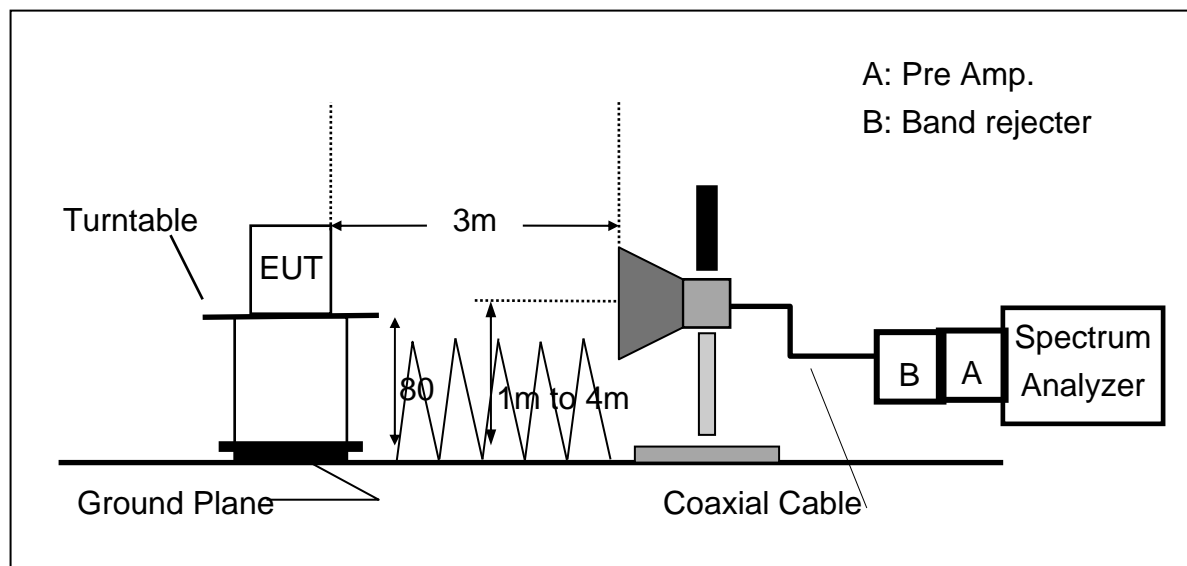 A: Pre Amp.
B: Band rejecter
Turntable
3m
EUT
80
1m to 4m
B
A
Spectrum
Analyzer
Ground Plane
Coaxial Cable